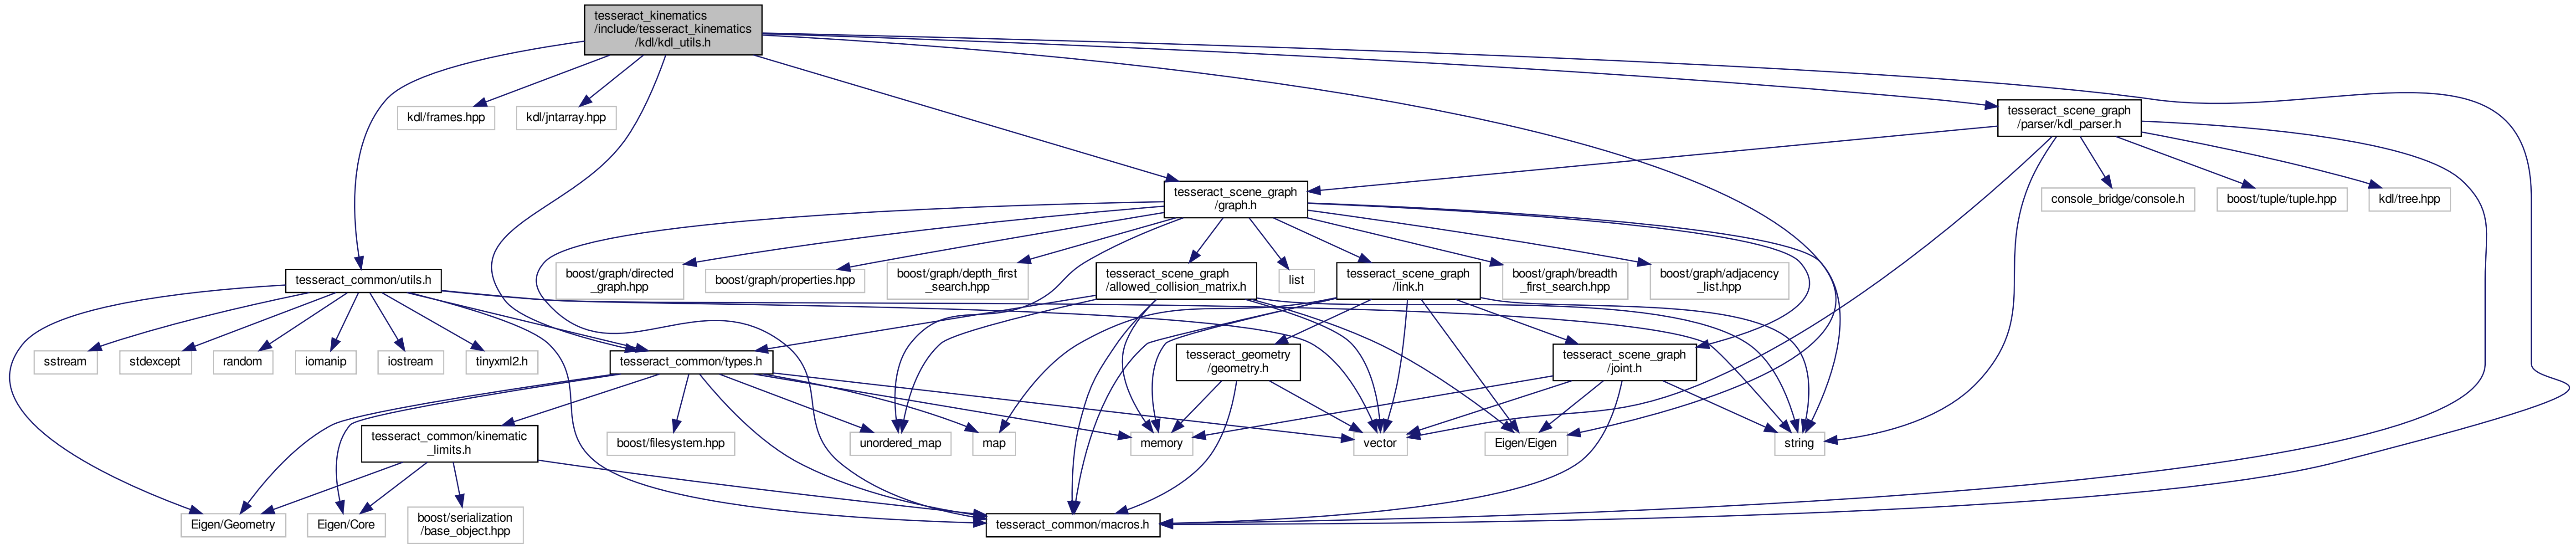 tesseract_kinematics
/include/tesseract_kinematics
/kdl/kdl_utils.h
kdl/frames.hpp
kdl/jntarray.hpp
tesseract_scene_graph
/parser/kdl_parser.h
tesseract_scene_graph
/graph.h
console_bridge/console.h
boost/tuple/tuple.hpp
kdl/tree.hpp
tesseract_common/utils.h
boost/graph/directed
_graph.hpp
boost/graph/properties.hpp
boost/graph/depth_first
_search.hpp
tesseract_scene_graph
/allowed_collision_matrix.h
list
tesseract_scene_graph
/link.h
boost/graph/breadth
_first_search.hpp
boost/graph/adjacency
_list.hpp
sstream
stdexcept
random
iomanip
iostream
tinyxml2.h
tesseract_common/types.h
tesseract_geometry
/geometry.h
tesseract_scene_graph
/joint.h
tesseract_common/kinematic
_limits.h
boost/filesystem.hpp
unordered_map
map
memory
vector
Eigen/Eigen
string
Eigen/Geometry
Eigen/Core
boost/serialization
/base_object.hpp
tesseract_common/macros.h